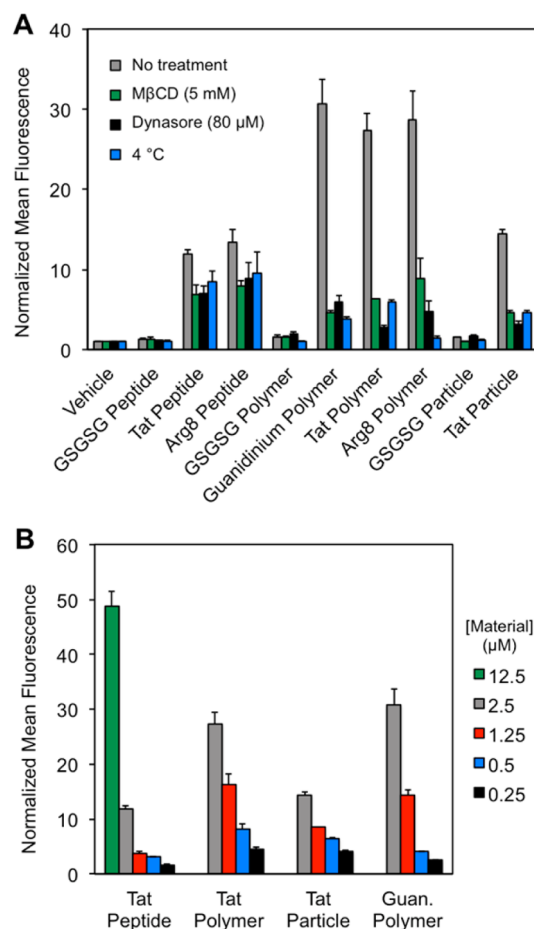 A
Normalized Mean Fluorescence
40
30
20
10
0
No treatment
MβCD (5 mM)
Dynasore (80 µM)
4 °C
Vehicle
GSGSG Peptide
Tat Peptide
Arg8 Peptide
GSGSG Polymer
Guanidinium Polymer
Tat Polymer
Arg8 Polymer
GSGSG Particle
Tat Particle
B
Normalized Mean Fluorescence
60
50
40
30
20
10
0
Tat
Peptide
Tat
Polymer
Tat
Particle
Guan.
Polymer
[Material]
(µM)
12.5
2.5
1.25
0.5
0.25